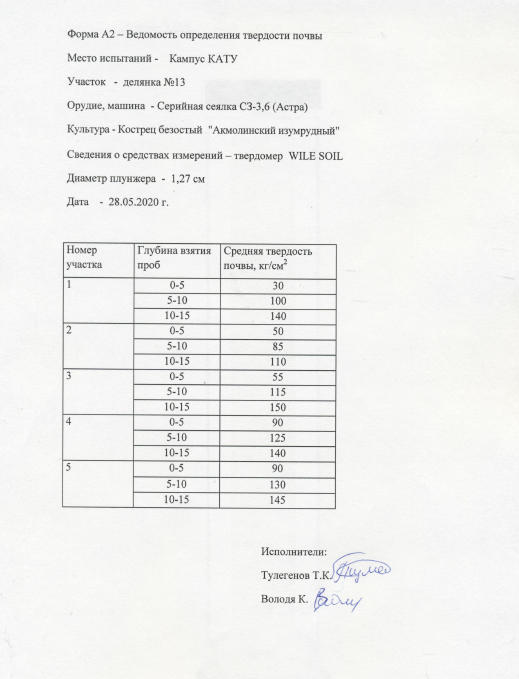 Форма А2 – Ведомость определения твердости почвы
Место испытаний - Кампус КАТУ
Участок - делянка №13
Орудие, машина - Серийная сеялка СЗ-3,6 (Астра)
Культура - Кострец безостый "Акмолинский изумрудный"
Сведения о средствах измерений – твердомер WILE SOIL
Диаметр плунжера - 1,27 см
Дата - 28.05.2020 г.
Номер участка Глубина взятия проб Средняя твердость почвы, кг/см²
1 0-5 30
5-10 100
10-15 140
2 0-5 50
5-10 85
10-15 110
3 0-5 55
5-10 115
10-15 150
4 0-5 90
5-10 125
10-15 140
5 0-5 90
5-10 130
10-15 145
Исполнители:
Тулегенов Т.К.
Володя К.